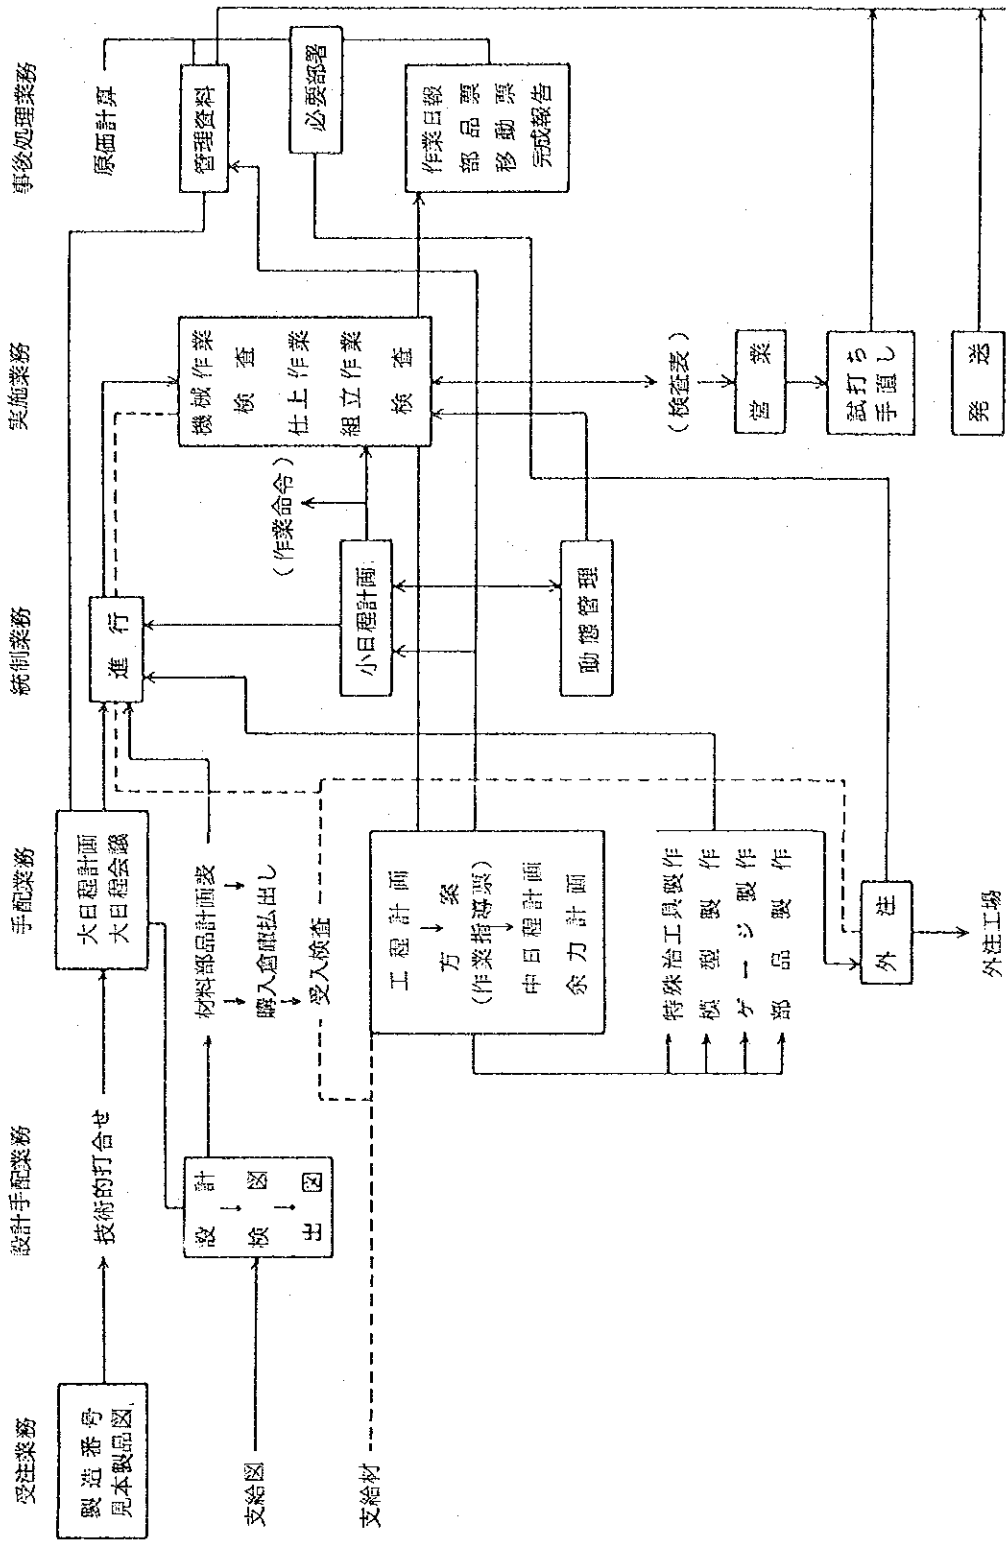 受注業務
設計手配業務
手配業務
統制業務
実施業務
事後処理業務
製造番号
見本製品図
技術的打合せ
大日程計画
大日程会議
進行
原価計算
管理資料
支給図
設計
↓
検図
↓
出図
材料部品計画表
↓ ↓
購入倉庫払出し
↓
受入検査
必要部署
機械作業
検査
仕上作業
組立作業
検査
(作業命令)
作業日報
部品票
移動票
完成報告
支給材
工程計画
↓
方案
(作業指導票)
↓
中日程計画
余力計画
小日程計画
動態管理
特殊治工具製作
模型製作
ゲージ製作
部品製作
(検査表)
営業
試打ち
手直し
発送
外注
外注工場